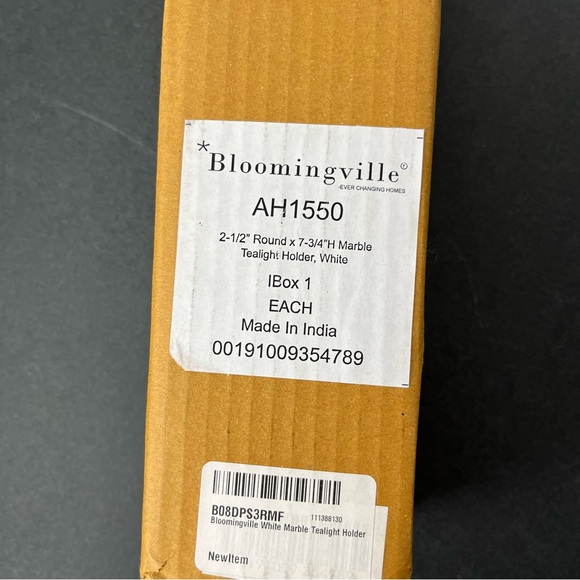 *Bloomingville©
-EVER CHANGING HOMES
AH1550
2-1/2" Round x 7-3/4"H Marble
Tealight Holder, White
IBox 1
EACH
Made In India
00191009354789
B08DPS3RMF 111388130
Bloomingville White Marble Tealight Holder
NewItem